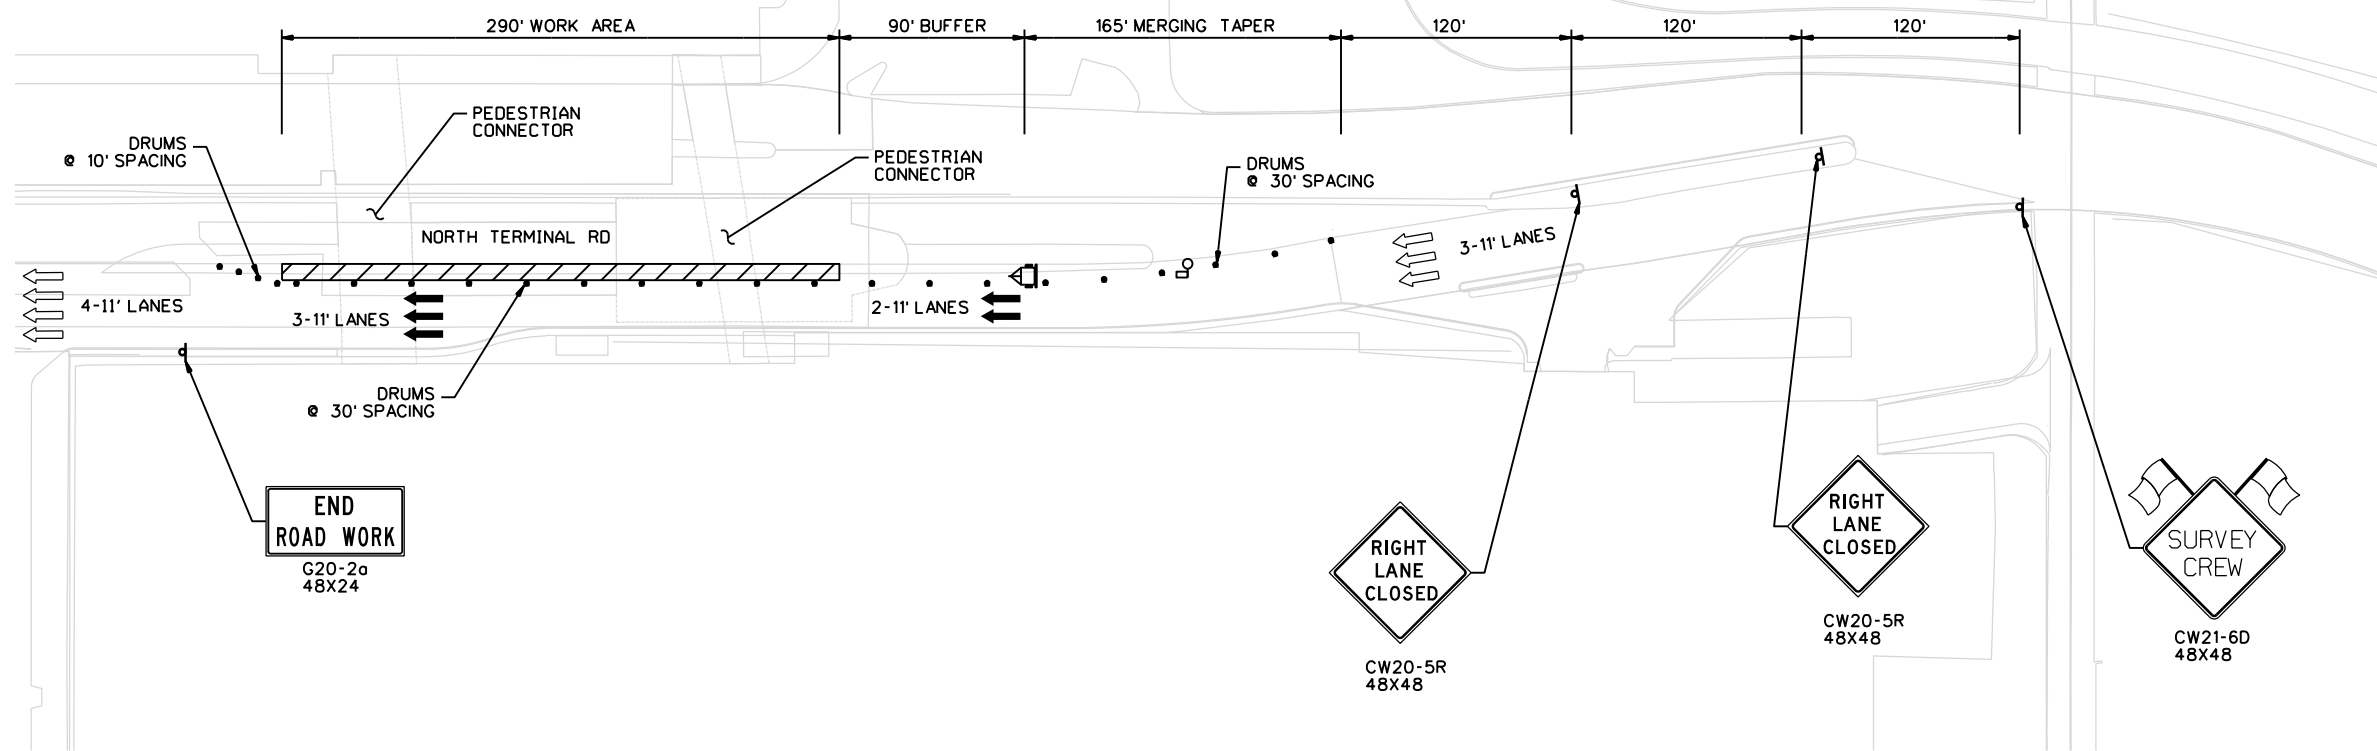 290' WORK AREA
90' BUFFER
165' MERGING TAPER
120'
120'
120'
PEDESTRIAN
CONNECTOR
DRUMS
@ 10' SPACING
PEDESTRIAN
CONNECTOR
DRUMS
@ 30' SPACING
NORTH TERMINAL RD
3-11' LANES
4-11' LANES
3-11' LANES
2-11' LANES
DRUMS
@ 30' SPACING
END
ROAD WORK
G20-2a
48X24
RIGHT
LANE
CLOSED
CW20-5R
48X48
RIGHT
LANE
CLOSED
CW20-5R
48X48
SURVEY
CREW
CW21-6D
48X48